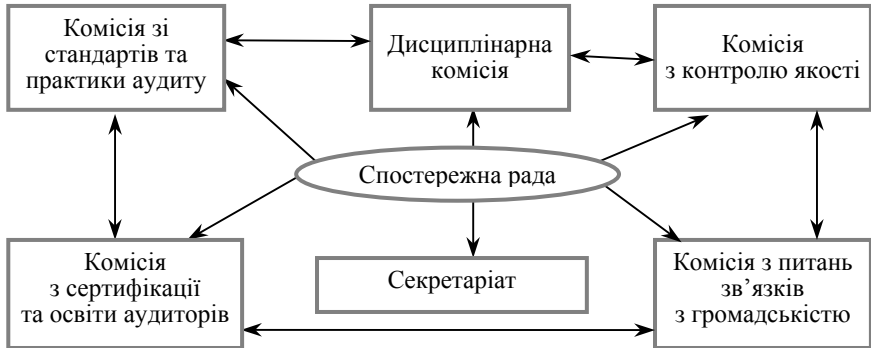 Комісія зі
стандартів та
практики аудиту
Дисциплінарна
комісія
Комісія
з контролю якості
Спостережна рада
Комісія
з сертифікації
та освіти аудиторів
Секретаріат
Комісія з питань
зв’язків
з громадськістю